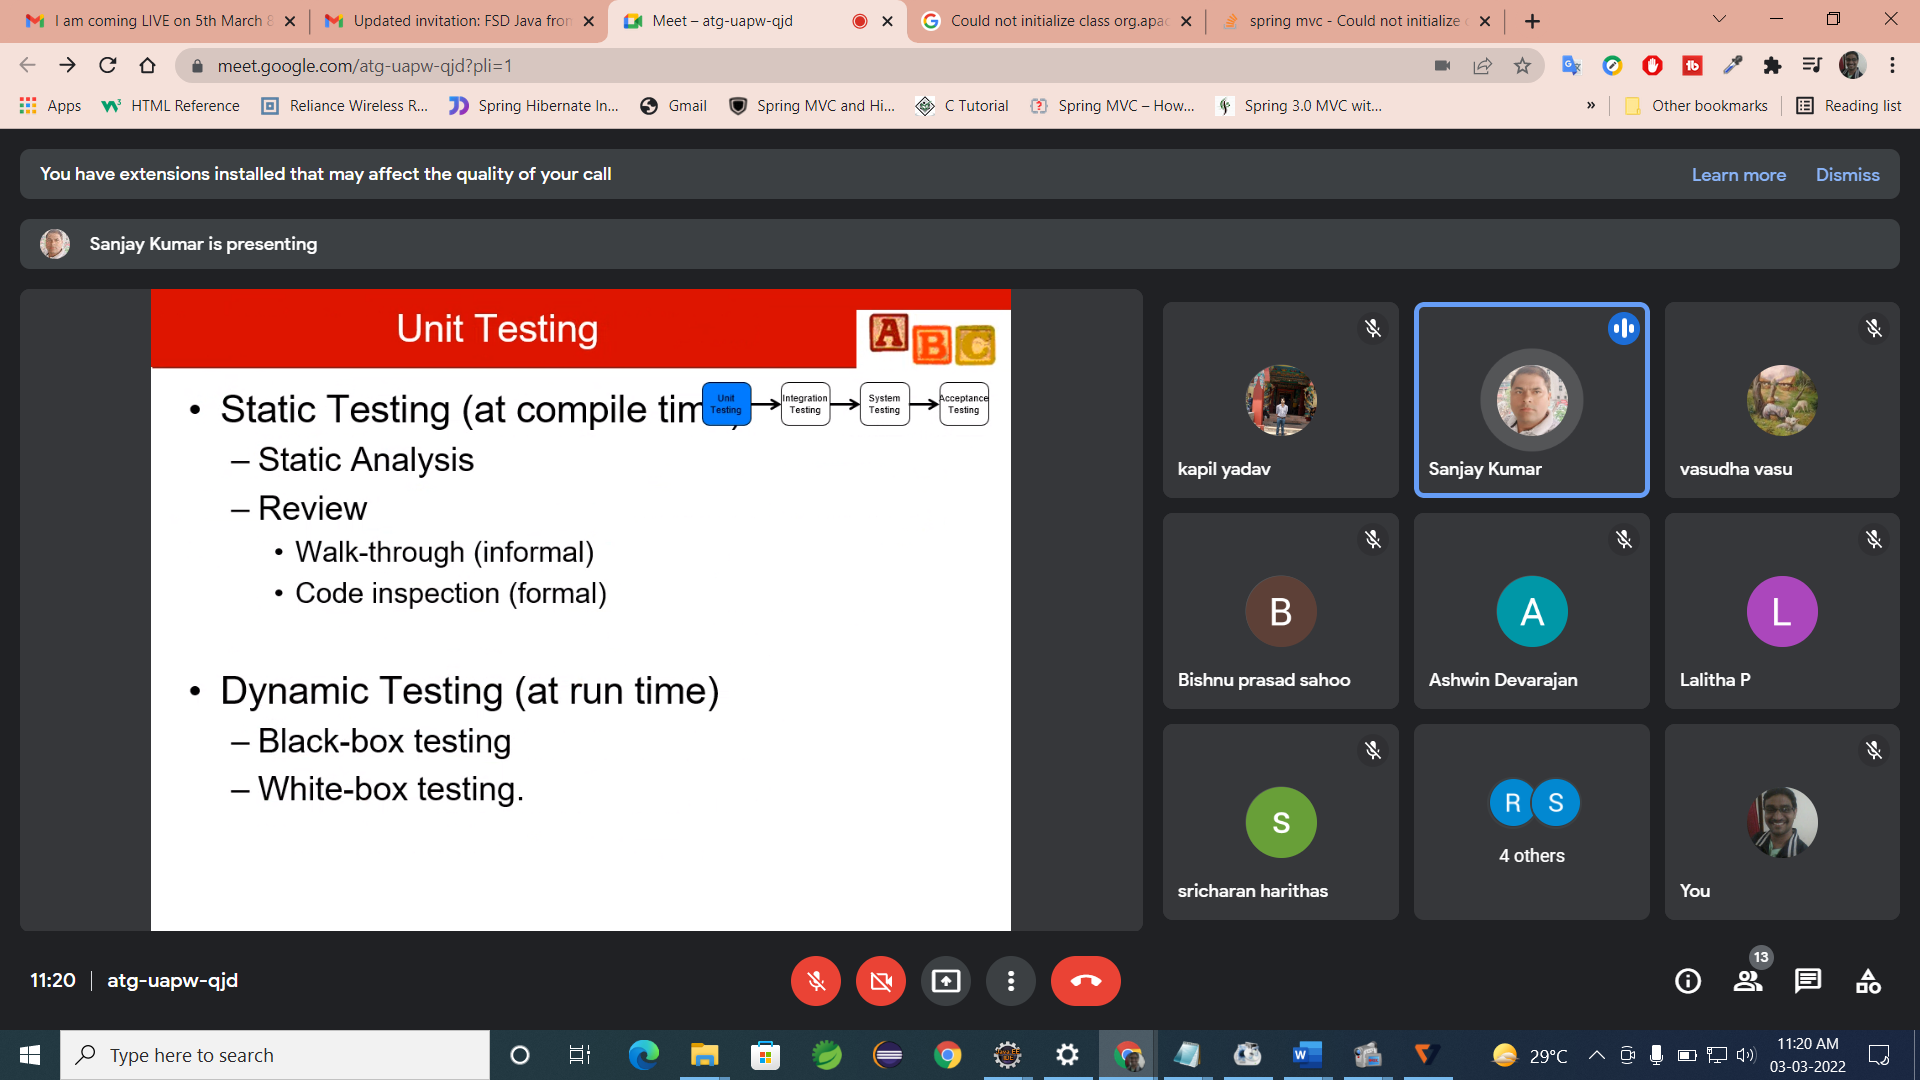 I am coming LIVE on 5th March 8
Updated invitation: FSD Java fron
Meet – atg-uapw-qjd
Could not initialize class org.apac
spring mvc - Could not initialize c
meet.google.com/atg-uapw-qjd?pli=1
Apps
HTML Reference
Reliance Wireless R...
Spring Hibernate In...
Gmail
Spring MVC and Hi...
C Tutorial
Spring MVC – How...
Spring 3.0 MVC wit...
»
Other bookmarks
Reading list
You have extensions installed that may affect the quality of your call
Learn more
Dismiss
Sanjay Kumar is presenting
Unit Testing
A B C
• Static Testing (at compile tim
Unit
Testing
Integration
Testing
System
Testing
Acceptance
Testing
– Static Analysis
– Review
• Walk-through (informal)
• Code inspection (formal)
• Dynamic Testing (at run time)
– Black-box testing
– White-box testing.
kapil yadav
Sanjay Kumar
vasudha vasu
B
Bishnu prasad sahoo
A
Ashwin Devarajan
L
Lalitha P
S
sricharan harithas
R S
4 others
You
11:20 | atg-uapw-qjd
13
Type here to search
29°C
11:20 AM
03-03-2022